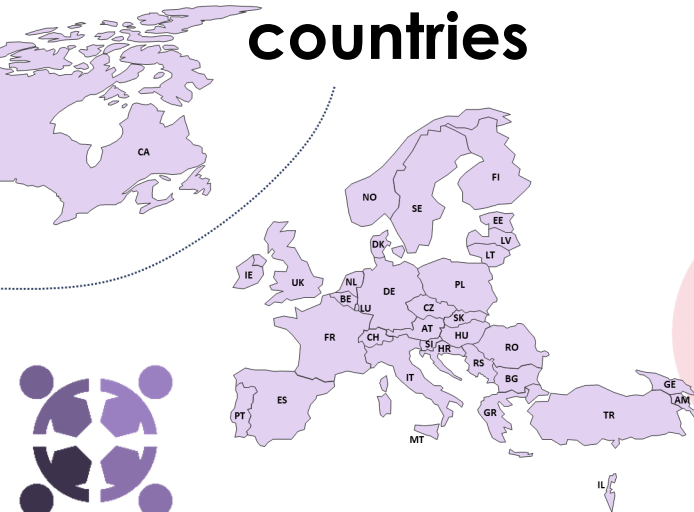 countries
CA
NO
SE
FI
EE
LV
LT
DK
IE
UK
NL
BE
LU
DE
PL
CZ
SK
AT
HU
CH
FR
SI
HR
RO
RS
BG
IT
ES
PT
MT
GR
TR
GE
AM
IL